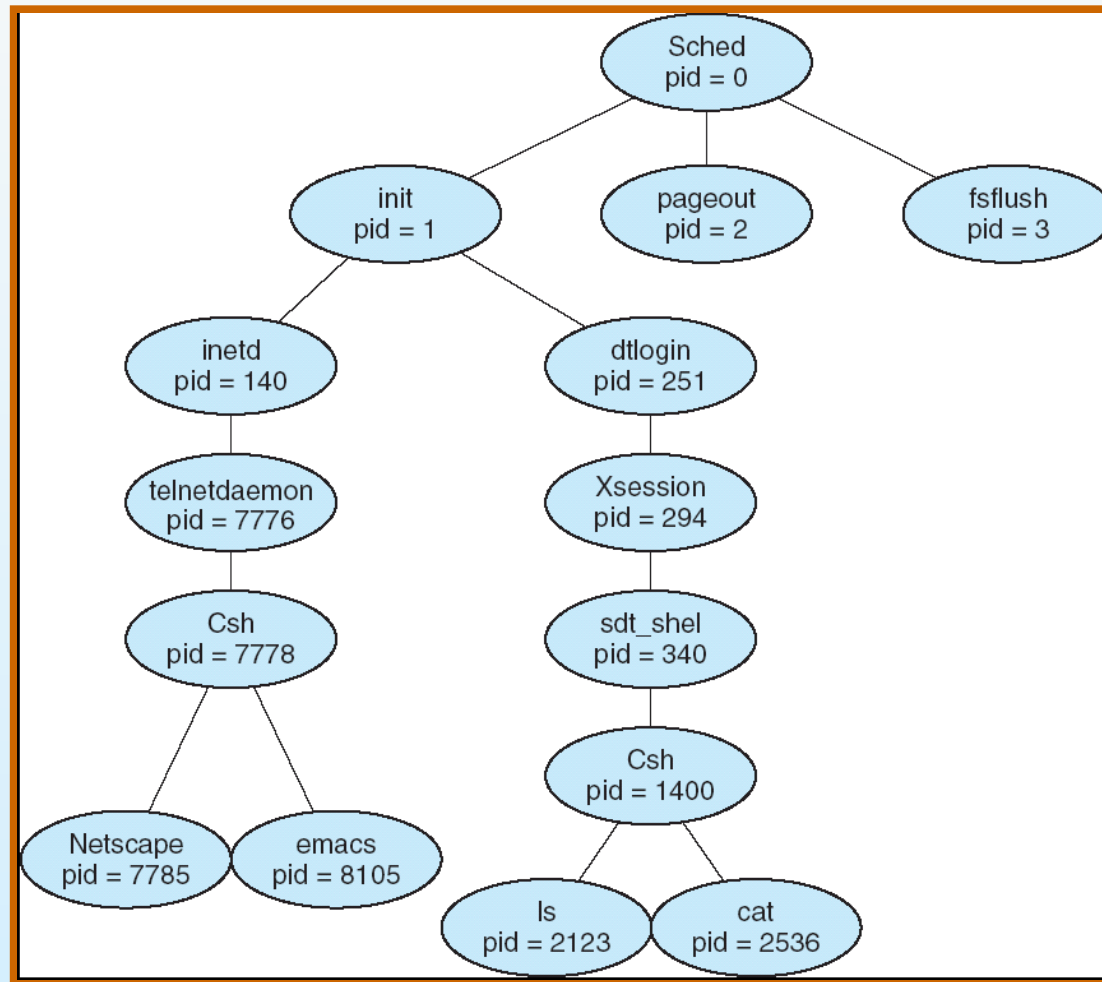 Sched
pid = 0
init
pid = 1
pageout
pid = 2
fsflush
pid = 3
inetd
pid = 140
dtlogin
pid = 251
telnetdaemon
pid = 7776
Xsession
pid = 294
Csh
pid = 7778
sdt_shel
pid = 340
Csh
pid = 1400
Netscape
pid = 7785
emacs
pid = 8105
ls
pid = 2123
cat
pid = 2536